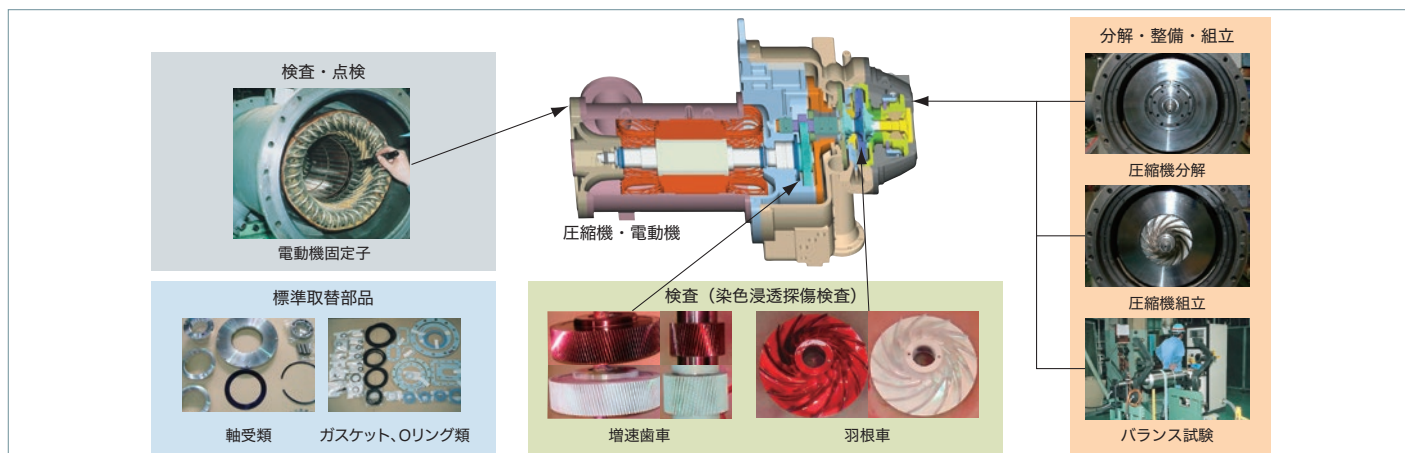 検査・点検
電動機固定子
標準取替部品
軸受類
ガスケット、Oリング類
圧縮機・電動機
検査（染色浸透探傷検査）
増速歯車
羽根車
分解・整備・組立
圧縮機分解
圧縮機組立
バランス試験